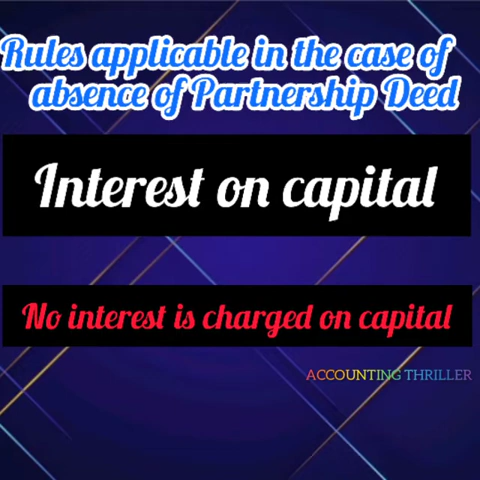 Rules applicable in the case of
absence of Partnership Deed
Interest on capital
No interest is charged on capital
ACCOUNTING THRILLER